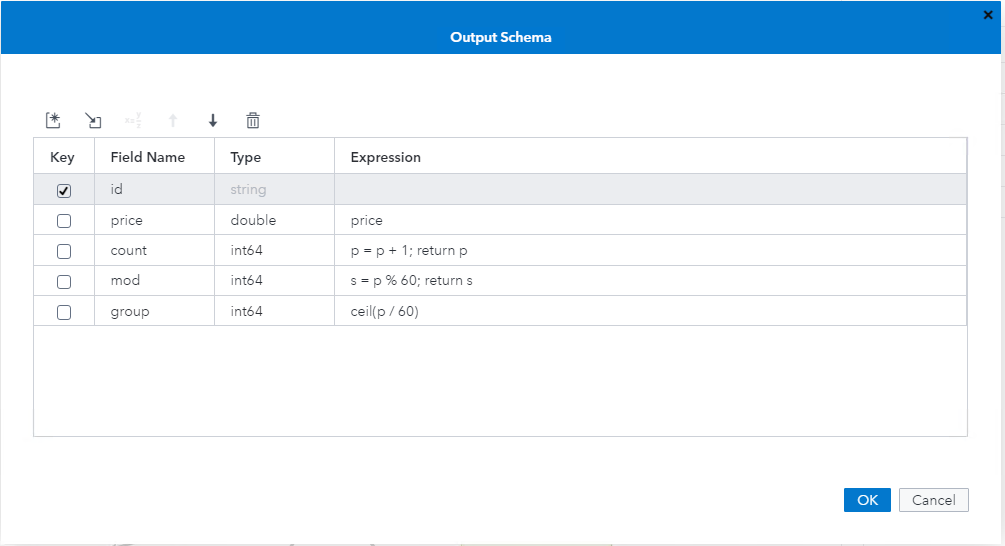 Output Schema
Key Field Name Type Expression
id string
price double price
count int64 p = p + 1; return p
mod int64 s = p % 60; return s
group int64 ceil(p / 60)
OK Cancel